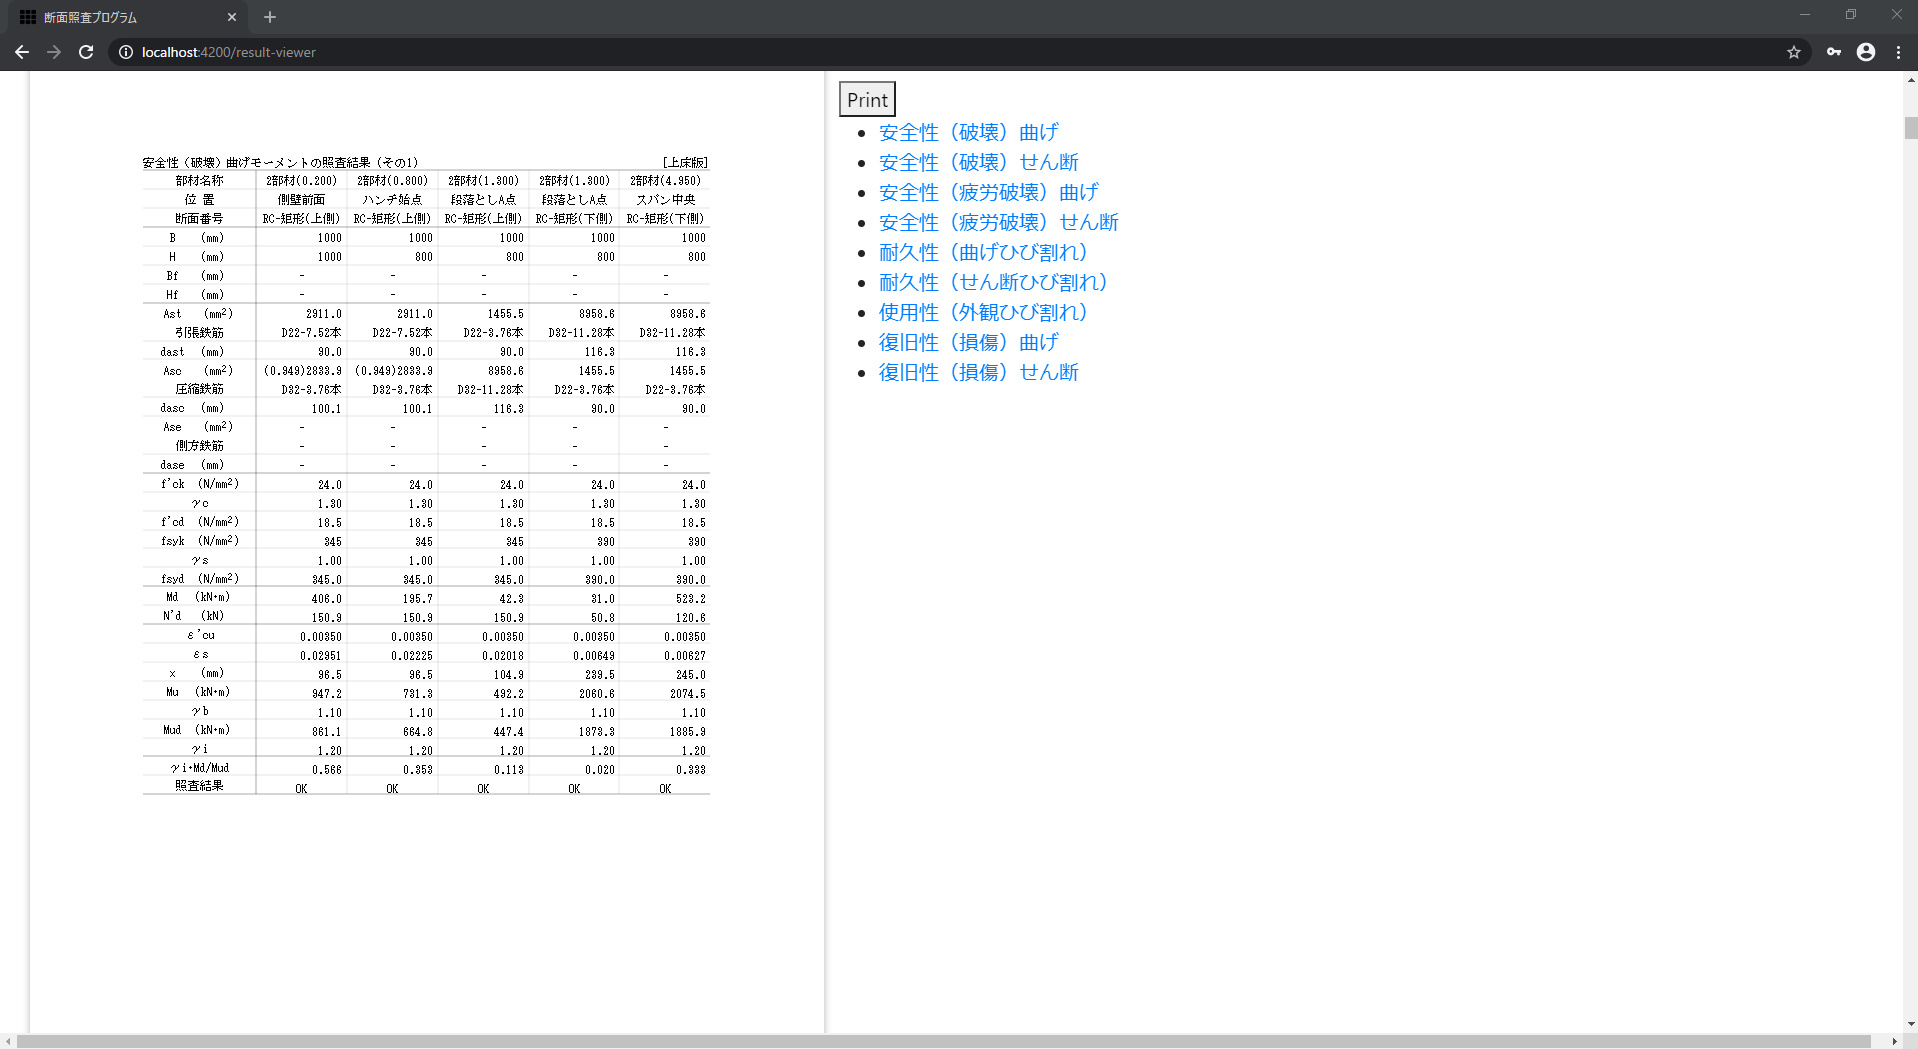 断面照査プログラム
localhost:4200/result-viewer
安全性（破壊）曲げモーメントの照査結果（その1） [上床版]
部材名称 2部材(0.200) 2部材(0.800) 2部材(1.300) 2部材(1.300) 2部材(4.950)
位 置 側壁前面 ハンチ始点 段落としA点 段落としA点 スパン中央
断面番号 RC-矩形(上側) RC-矩形(上側) RC-矩形(上側) RC-矩形(下側) RC-矩形(下側)
B (mm) 1000 1000 1000 1000 1000
H (mm) 1000 800 800 800 800
Bf (mm) - - - - -
Hf (mm) - - - - -
Ast (mm²) 2911.0 2911.0 1455.5 8958.6 8958.6
引張鉄筋 D22-7.52本 D22-7.52本 D22-3.76本 D32-11.28本 D32-11.28本
dast (mm) 90.0 90.0 90.0 116.3 116.3
Asc (mm²) (0.949)2833.9 (0.949)2833.9 8958.6 1455.5 1455.5
圧縮鉄筋 D32-3.76本 D32-3.76本 D32-11.28本 D22-3.76本 D22-3.76本
dasc (mm) 100.1 100.1 116.3 90.0 90.0
Ase (mm²) - - - - -
側方鉄筋 - - - - -
dase (mm) - - - - -
f'ck (N/mm²) 24.0 24.0 24.0 24.0 24.0
γc 1.30 1.30 1.30 1.30 1.30
f'cd (N/mm²) 18.5 18.5 18.5 18.5 18.5
fsyk (N/mm²) 345 345 345 390 390
γs 1.00 1.00 1.00 1.00 1.00
fsyd (N/mm²) 345.0 345.0 345.0 390.0 390.0
Md (kN･m) 406.0 195.7 42.3 31.0 523.2
N'd (kN) 150.9 150.9 150.9 50.8 120.6
ε'cu 0.00350 0.00350 0.00350 0.00350 0.00350
εs 0.02951 0.02225 0.02018 0.00649 0.00627
x (mm) 96.5 96.5 104.9 239.5 245.0
Mu (kN･m) 947.2 731.3 492.2 2060.6 2074.5
γb 1.10 1.10 1.10 1.10 1.10
Mud (kN･m) 861.1 664.8 447.4 1873.3 1885.9
γi 1.20 1.20 1.20 1.20 1.20
γi･Md/Mud 0.566 0.353 0.113 0.020 0.333
照査結果 OK OK OK OK OK
Print
安全性（破壊）曲げ
安全性（破壊）せん断
安全性（疲労破壊）曲げ
安全性（疲労破壊）せん断
耐久性（曲げひび割れ）
耐久性（せん断ひび割れ）
使用性（外観ひび割れ）
復旧性（損傷）曲げ
復旧性（損傷）せん断